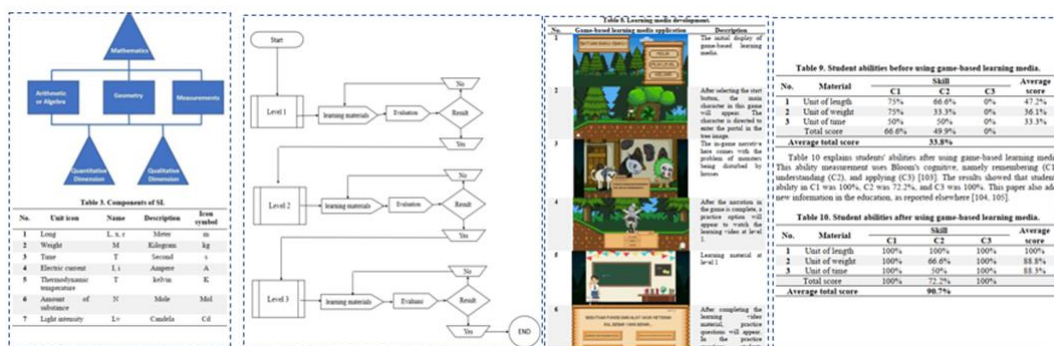 Mathematics
Arithmetic
or Algebra
Geometry
Measurements
Quantitative
Dimension
Qualitative
Dimension
Table 3. Components of SI.
No. Unit icon Name Description Icon
symbol
1 Long L, x, r Meter m
2 Weight M Kilogram kg
3 Time T Second s
4 Electric current I, i Ampere A
5 Thermodynamic
temperature T kelvin K
6 Amount of
substance N Mole Mol
7 Light intensity Lv Candela Cd
Start
Level 1
learning materials
Evaluation
No
Result
Yes
Level 2
learning materials
Evaluation
No
Result
Yes
Level 3
learning materials
Evaluate
No
Result
Yes
END
Table 8. Learning media development.
No. Game-based learning media application Description
1 The initial display of
game-based learning
media.
2 After selecting the start
button, the main
character in this game
will appear. The
character is directed to
enter the portal in the
tree image.
3 The in-game narrative
here comes with the
problem of monsters
being disturbed by
4 After the narration in
the game is complete, a
practice option will
appear to watch the
learning video at level
1.
5 Learning material at
level 1
6 After completing the
learning video
material, practice
questions will appear.
In the practice
Table 9. Student abilities before using game-based learning media.
No. Material Skill Average
score
C1 C2 C3
1 Unit of length 75% 66.6% 0% 47.2%
2 Unit of weight 75% 33.3% 0% 36.1%
3 Unit of time 50% 50% 0% 33.3%
Total score 66.6% 49.9% 0%
Average total score 33.8%
Table 10 explains students' abilities after using game-based learning media
This ability measurement uses Bloom's cognitive, namely remembering (C1
understanding (C2), and applying (C3) [103]. The results showed that student
ability in C1 was 100%, C2 was 72.2%, and C3 was 100%. This paper also add
new information in the education, as reported elsewhere [104, 105].
Table 10. Student abilities after using game-based learning media.
No. Material Skill Average
score
C1 C2 C3
1 Unit of length 100% 100% 100% 100%
2 Unit of weight 100% 66.6% 100% 88.8%
3 Unit of time 100% 50% 100% 88.3%
Total score 100% 72.2% 100%
Average total score 90.7%